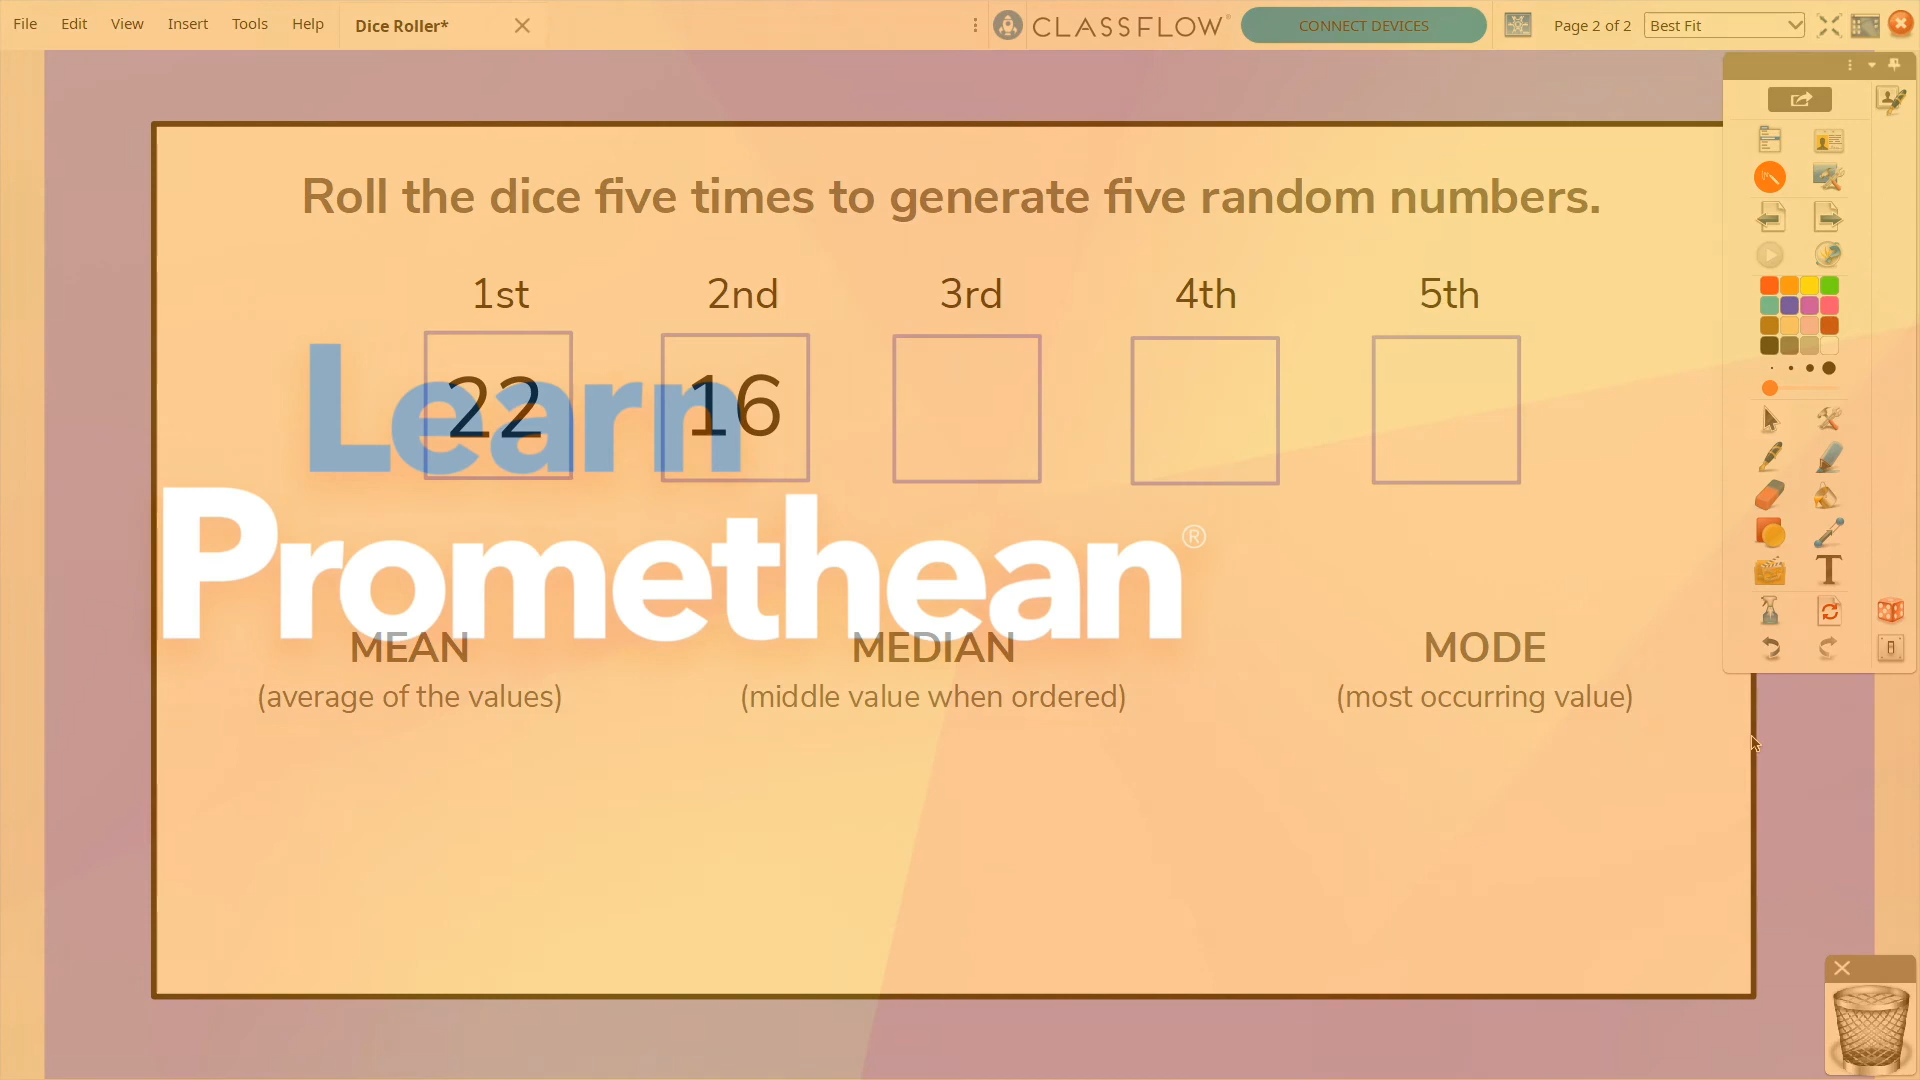 File Edit View Insert Tools Help Dice Roller* CLASSFLOW® CONNECT DEVICES Page 2 of 2 Best Fit
Roll the dice five times to generate five random numbers.
1st 2nd 3rd 4th 5th
22 16
Learn
Promethean®
MEAN MEDIAN MODE
(average of the values) (middle value when ordered) (most occurring value)
T